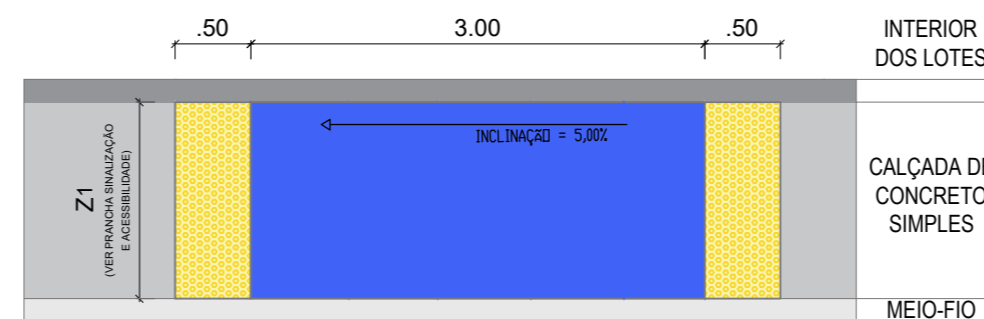 .50
3.00
.50
INTERIOR
DOS LOTES
INCLINAÇÃO = 5,00%
Z1
(VER PRANCHA SINALIZAÇÃO
E ACESSIBILIDADE)
CALÇADA DE
CONCRETO
SIMPLES
MEIO-FIO